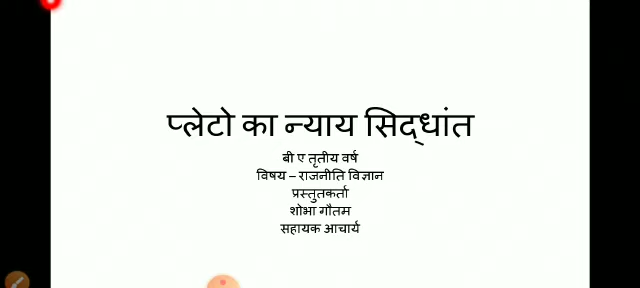 प्लेटो का न्याय सिद्धांत
बी ए तृतीय वर्ष
विषय – राजनीति विज्ञान
प्रस्तुतकर्ता
शोभा गौतम
सहायक आचार्य